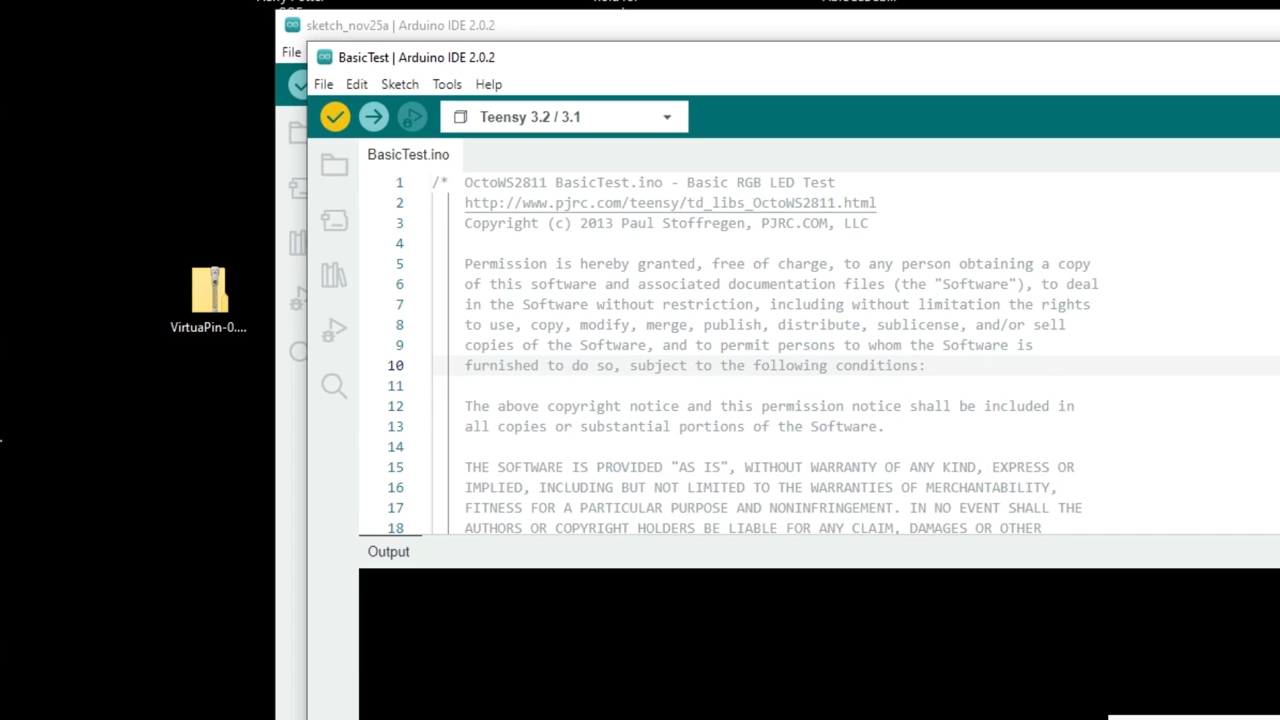 sketch_nov25a | Arduino IDE 2.0.2
File
BasicTest | Arduino IDE 2.0.2
File Edit Sketch Tools Help
Teensy 3.2 / 3.1
BasicTest.ino
1 /* OctoWS2811 BasicTest.ino - Basic RGB LED Test
2 http://www.pjrc.com/teensy/td_libs_OctoWS2811.html
3 Copyright (c) 2013 Paul Stoffregen, PJRC.COM, LLC
4
5 Permission is hereby granted, free of charge, to any person obtaining a copy
6 of this software and associated documentation files (the "Software"), to deal
7 in the Software without restriction, including without limitation the rights
8 to use, copy, modify, merge, publish, distribute, sublicense, and/or sell
9 copies of the Software, and to permit persons to whom the Software is
10 furnished to do so, subject to the following conditions:
11
12 The above copyright notice and this permission notice shall be included in
13 all copies or substantial portions of the Software.
14
15 THE SOFTWARE IS PROVIDED "AS IS", WITHOUT WARRANTY OF ANY KIND, EXPRESS OR
16 IMPLIED, INCLUDING BUT NOT LIMITED TO THE WARRANTIES OF MERCHANTABILITY,
17 FITNESS FOR A PARTICULAR PURPOSE AND NONINFRINGEMENT. IN NO EVENT SHALL THE
18 AUTHORS OR COPYRIGHT HOLDERS BE LIABLE FOR ANY CLAIM, DAMAGES OR OTHER
Output
VirtuaPin-0....